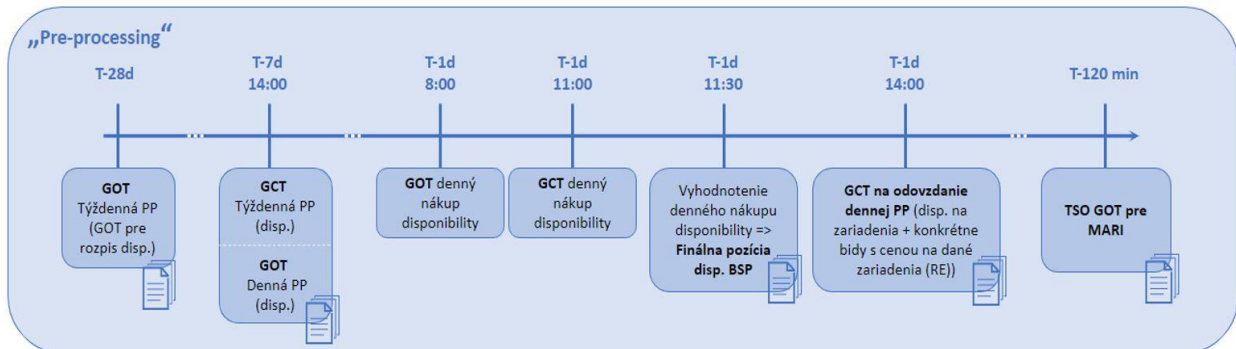 „Pre-processing“
T-28d
T-7d
14:00
T-1d
8:00
T-1d
11:00
T-1d
11:30
T-1d
14:00
T-120 min
GOT
Týždenná PP
(GOT pre
rozpis disp.)
GCT
Týždenná PP
(disp.)
GOT
Denná PP
(disp.)
GOT denný
nákup
disponibility
GCT denný
nákup
disponibility
Vyhodnotenie
denného nákupu
disponibility =>
Finálna pozícia
disp. BSP
GCT na odovzdanie
dennej PP (disp. na
zariadenia + konkrétne
bidy s cenou na dané
zariadenia (RE))
TSO GOT pre
MARI